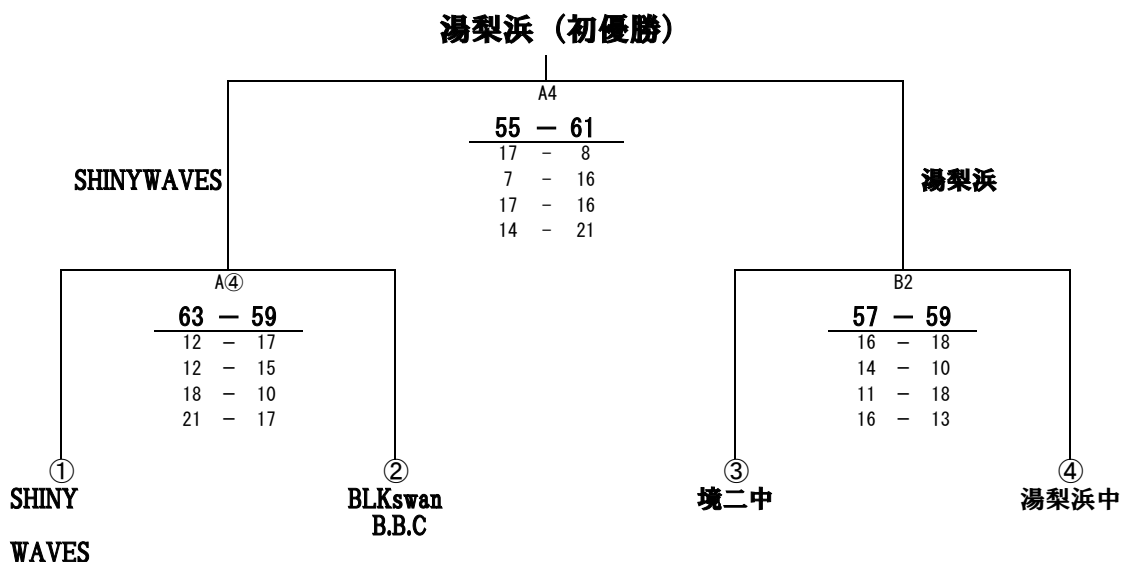 湯梨浜（初優勝）
A4
55 － 61
17 － 8
7 － 16
17 － 16
14 － 21
SHINYWAVES
湯梨浜
A④
63 － 59
12 － 17
12 － 15
18 － 10
21 － 17
B2
57 － 59
16 － 18
14 － 10
11 － 18
16 － 13
①
SHINY
WAVES
②
BLKswan
B.B.C
③
境二中
④
湯梨浜中